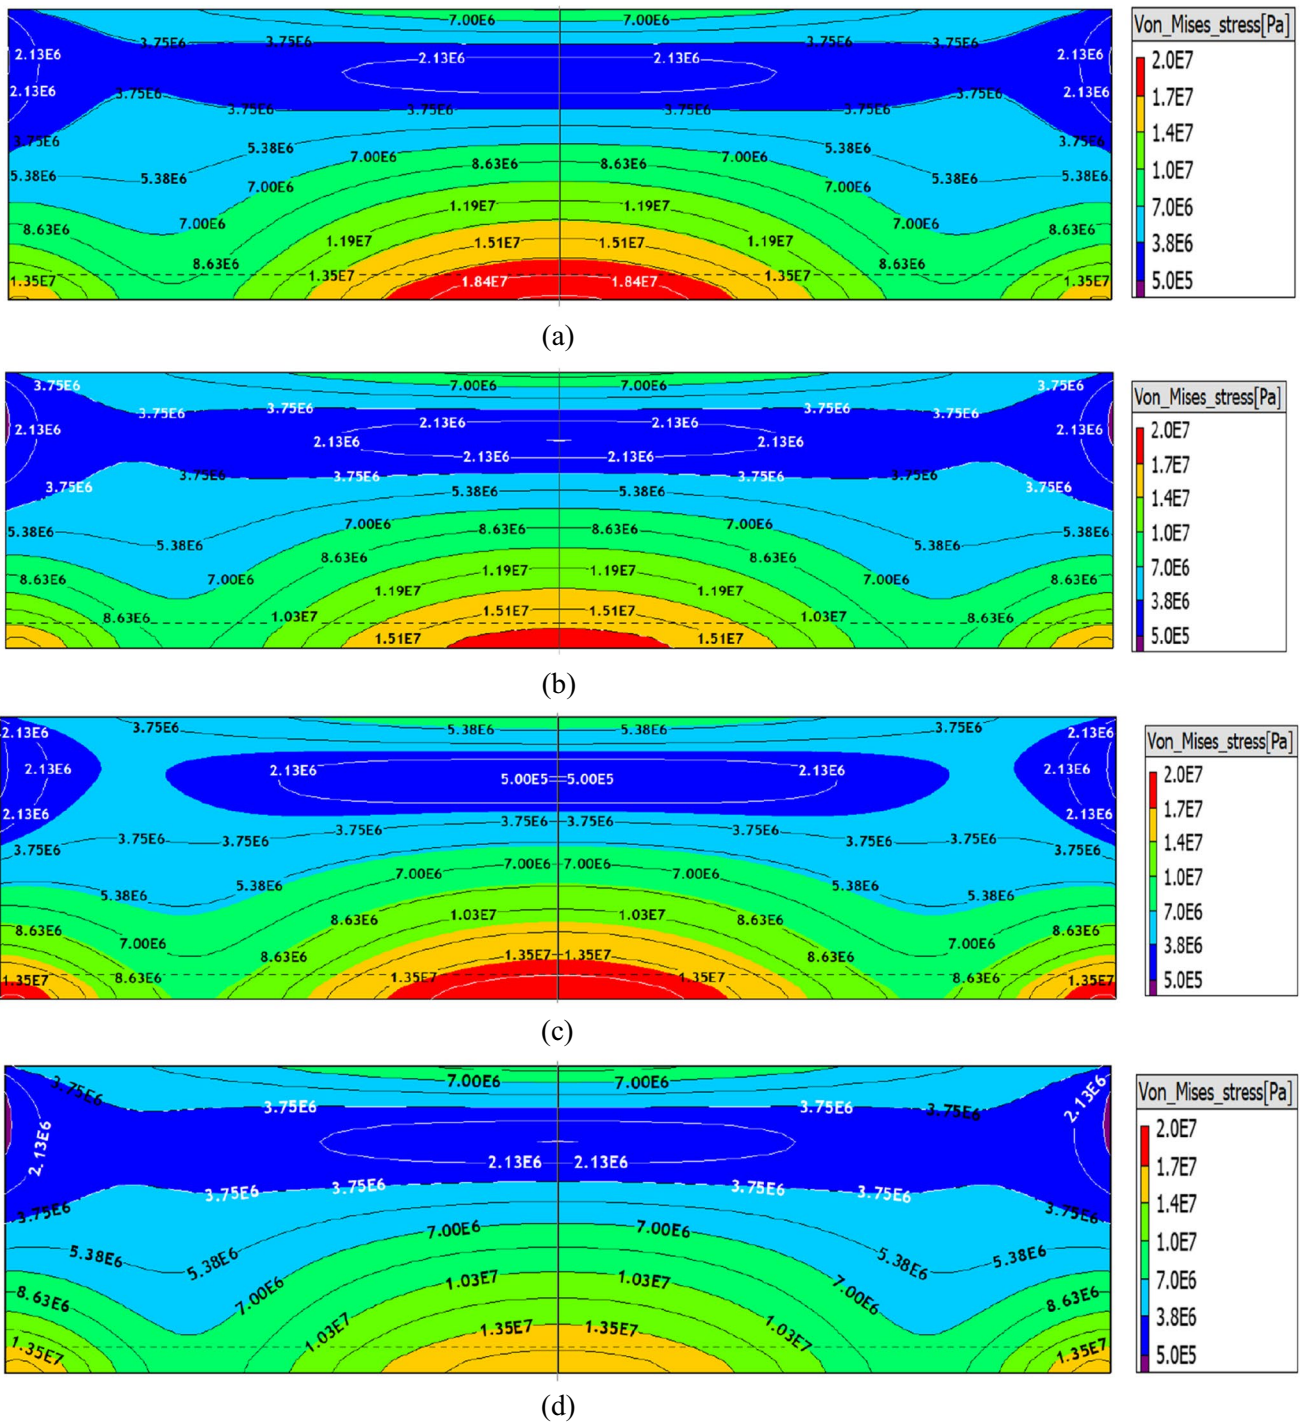 7.00E6 7.00E6
3.75E6 3.75E6 3.75E6 3.75E6
2.13E6 2.13E6 2.13E6 2.13E6
2.13E6 2.13E6
3.75E6 3.75E6 3.75E6 3.75E6 3.75E6 3.75E6
3.75E6 3.75E6
5.38E6 5.38E6
7.00E6 7.00E6
8.63E6 8.63E6
5.38E6 5.38E6 7.00E6 7.00E6 5.38E6 5.38E6
1.19E7 1.19E7
7.00E6 7.00E6
8.63E6 8.63E6
1.19E7 1.51E7 1.51E7 1.19E7
8.63E6 8.63E6
1.35E7 1.35E7 1.84E7 1.84E7 1.35E7 1.35E7
Von_Mises_stress[Pa]
2.0E7
1.7E7
1.4E7
1.0E7
7.0E6
3.8E6
5.0E5
(a)
3.75E6 7.00E6 7.00E6 3.75E6
3.75E6 3.75E6 3.75E6 3.75E6
2.13E6 2.13E6 2.13E6 2.13E6
2.13E6 2.13E6
2.13E6 2.13E6
3.75E6 3.75E6 3.75E6 3.75E6
3.75E6 5.38E6 5.38E6 3.75E6
5.38E6 7.00E6 8.63E6 8.63E6 7.00E6 5.38E6
5.38E6 8.63E6 8.63E6 5.38E6
8.63E6 7.00E6 1.19E7 1.19E7 7.00E6 8.63E6
1.19E7 1.19E7
8.63E6 1.03E7 1.51E7 1.51E7 1.03E7 8.63E6
1.51E7 1.51E7
Von_Mises_stress[Pa]
2.0E7
1.7E7
1.4E7
1.0E7
7.0E6
3.8E6
5.0E5
(b)
2.13E6 3.75E6 5.38E6 5.38E6 3.75E6 2.13E6
2.13E6 2.13E6 5.00E5 5.00E5 2.13E6 2.13E6
2.13E6 3.75E6 3.75E6 2.13E6
3.75E6 3.75E6 3.75E6 3.75E6 3.75E6 3.75E6
3.75E6 3.75E6
7.00E6 7.00E6 7.00E6 7.00E6
5.38E6 5.38E6 5.38E6 5.38E6
8.63E6 8.63E6 1.03E7 1.03E7 8.63E6 8.63E6
7.00E6 8.63E6 1.35E7 1.35E7 8.63E6 7.00E6
1.35E7 8.63E6 1.35E7 1.35E7 8.63E6 1.35E7
Von_Mises_stress[Pa]
2.0E7
1.7E7
1.4E7
1.0E7
7.0E6
3.8E6
5.0E5
(c)
3.75E6 7.00E6 7.00E6
3.75E6 3.75E6 3.75E6 2.13E6
2.13E6 2.13E6 2.13E6
3.75E6 3.75E6 3.75E6 3.75E6
3.75E6 3.75E6
7.00E6 7.00E6
5.38E6 5.38E6 5.38E6 5.38E6
8.63E6 7.00E6 1.03E7 1.03E7 7.00E6 8.63E6
1.03E7 1.35E7 1.35E7 1.03E7
1.35E7 1.35E7
Von_Mises_stress[Pa]
2.0E7
1.7E7
1.4E7
1.0E7
7.0E6
3.8E6
5.0E5
(d)